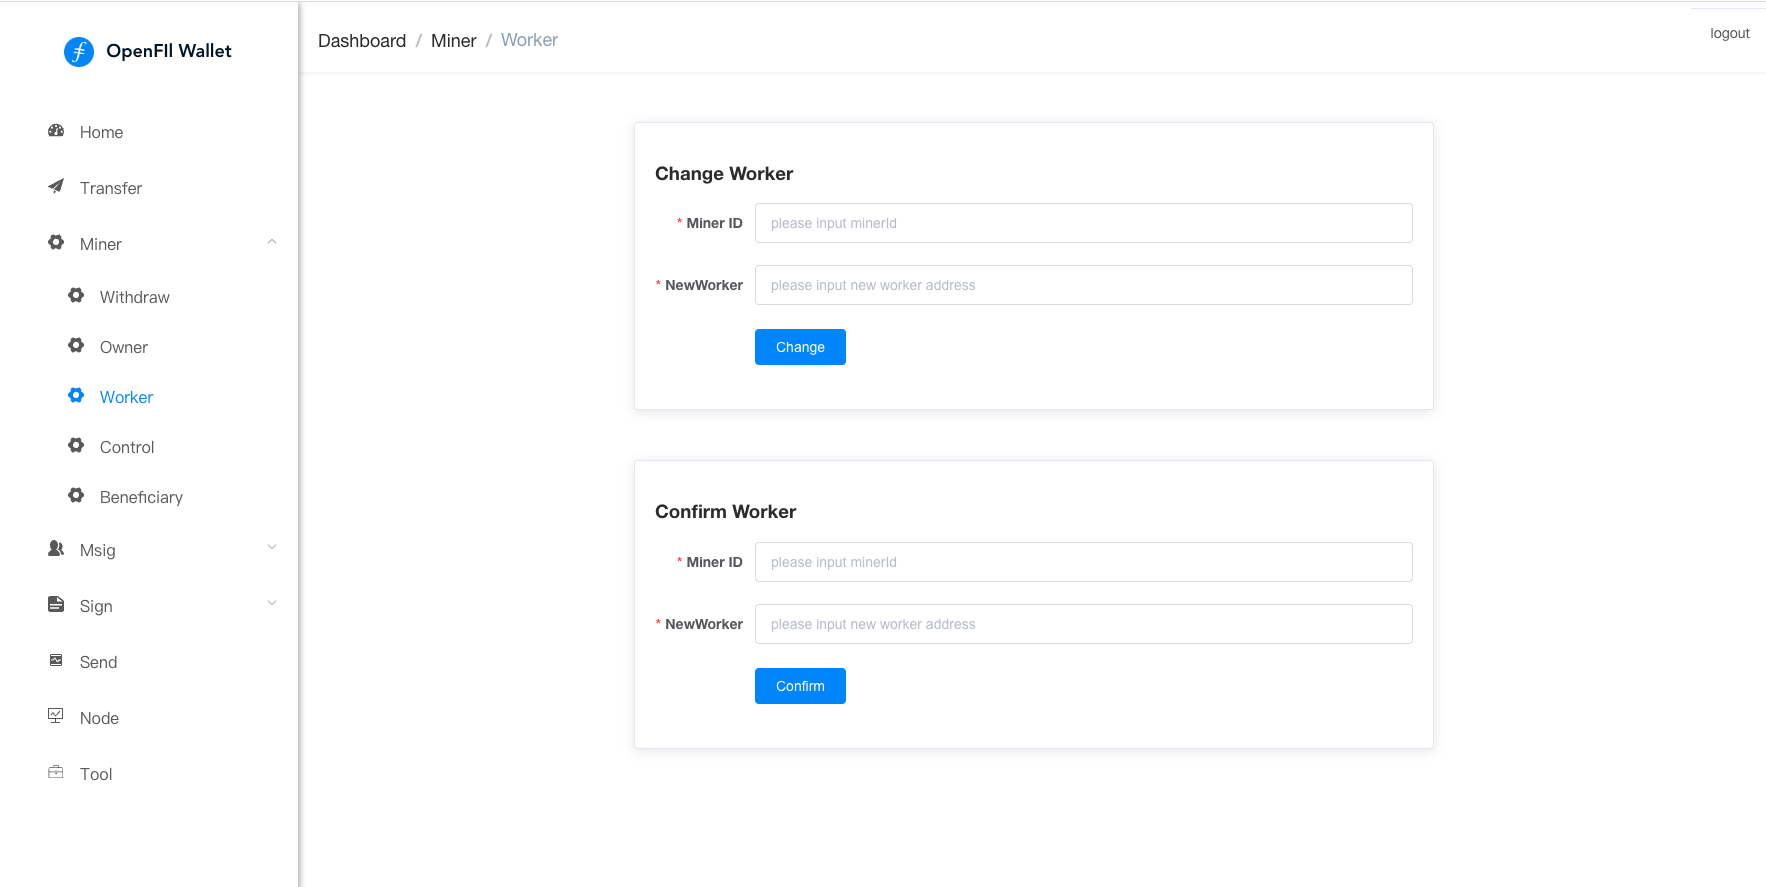 OpenFIl Wallet
Home
Transfer
Miner
Withdraw
Owner
Worker
Control
Beneficiary
Msig
Sign
Send
Node
Tool
Dashboard / Miner / Worker
logout
Change Worker
* Miner ID please input minerId
* NewWorker please input new worker address
Change
Confirm Worker
* Miner ID please input minerId
* NewWorker please input new worker address
Confirm